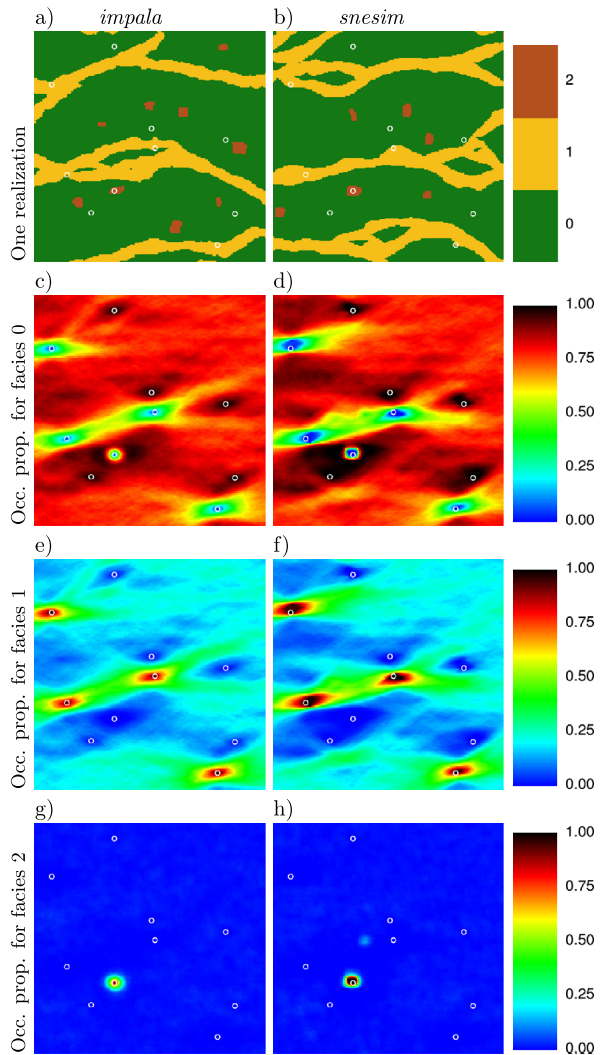 a) impala
b) snesim
One realization
2
1
0
c)
d)
Occ. prop. for facies 0
1.00
0.75
0.50
0.25
0.00
e)
f)
Occ. prop. for facies 1
1.00
0.75
0.50
0.25
0.00
g)
h)
Occ. prop. for facies 2
1.00
0.75
0.50
0.25
0.00